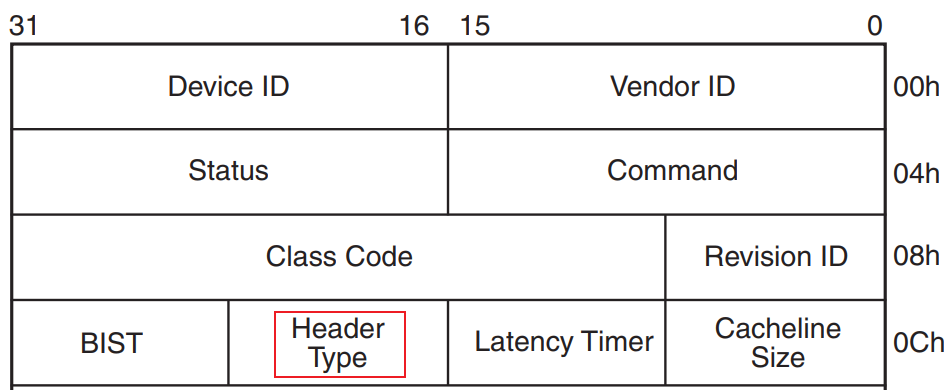 31 16 15 0
Device ID Vendor ID 00h
Status Command 04h
Class Code Revision ID 08h
BIST Header Type Latency Timer Cacheline Size 0Ch